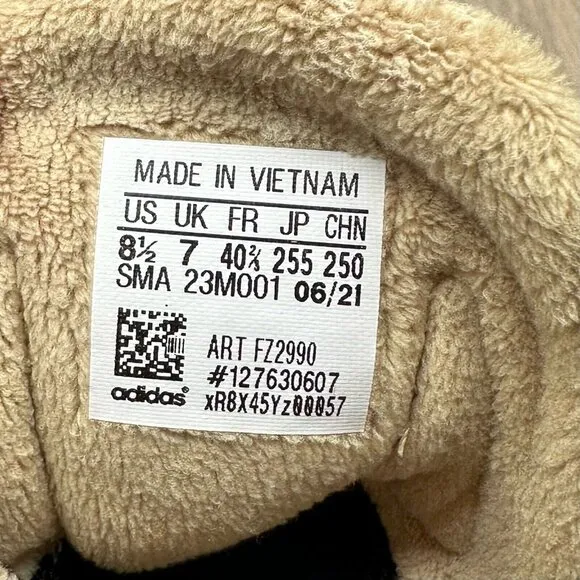 MADE IN VIETNAM
US UK FR JP CHN
8½ 7 40⅔ 255 250
SMA 23M001 06/21
ART FZ2990
#127630607
adidas® xR8X45Yz00057